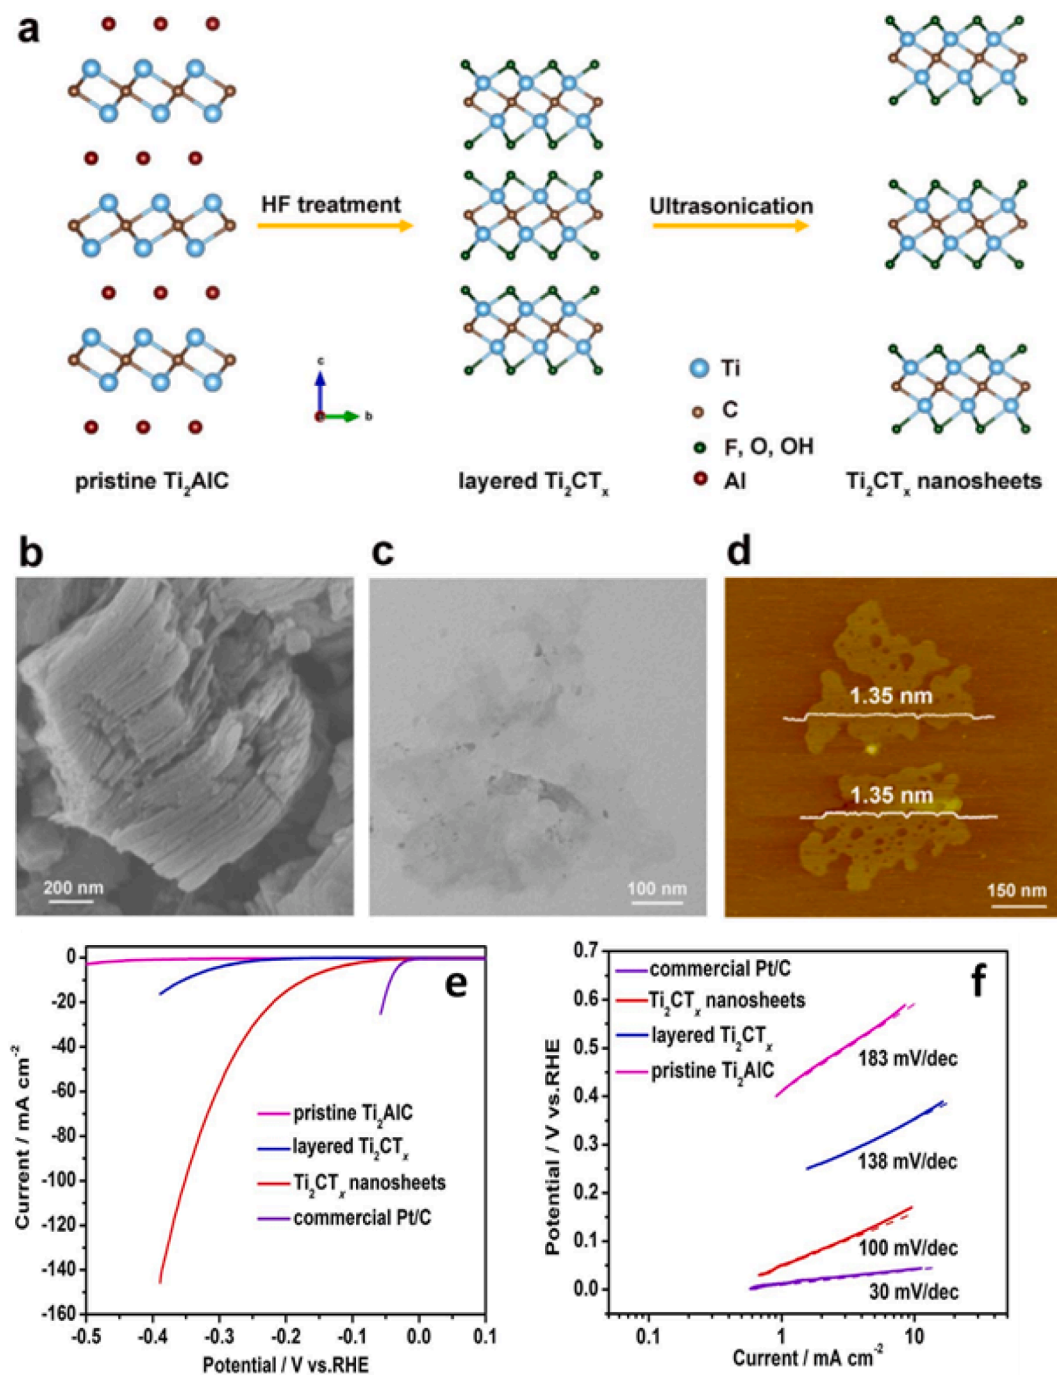 a
HF treatment
Ultrasonication
c
b
Ti
C
F, O, OH
Al
pristine Ti₂AlC
layered Ti₂CTₓ
Ti₂CTₓ nanosheets
b
200 nm
c
100 nm
d
1.35 nm
1.35 nm
150 nm
e
0
-20
-40
-60
-80
-100
-120
-140
-160
Current / mA cm⁻²
pristine Ti₂AlC
layered Ti₂CTₓ
Ti₂CTₓ nanosheets
commercial Pt/C
-0.5 -0.4 -0.3 -0.2 -0.1 0.0 0.1
Potential / V vs.RHE
f
0.7
0.6
0.5
0.4
0.3
0.2
0.1
0.0
Potential / V vs.RHE
commercial Pt/C
Ti₂CTₓ nanosheets
layered Ti₂CTₓ
pristine Ti₂AlC
183 mV/dec
138 mV/dec
100 mV/dec
30 mV/dec
0.1 1 10
Current / mA cm⁻²